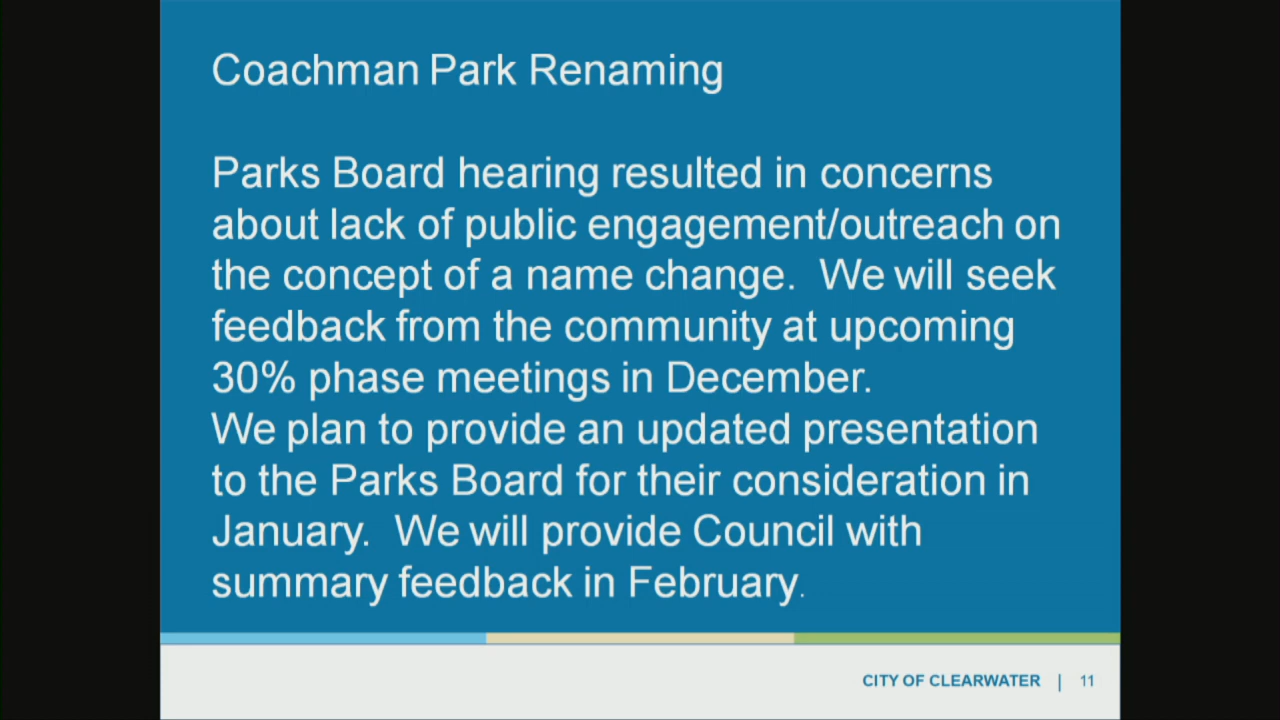 Coachman Park Renaming
Parks Board hearing resulted in concerns
about lack of public engagement/outreach on
the concept of a name change.  We will seek
feedback from the community at upcoming
30% phase meetings in December.
We plan to provide an updated presentation
to the Parks Board for their consideration in
January.  We will provide Council with
summary feedback in February.
CITY OF CLEARWATER | 11